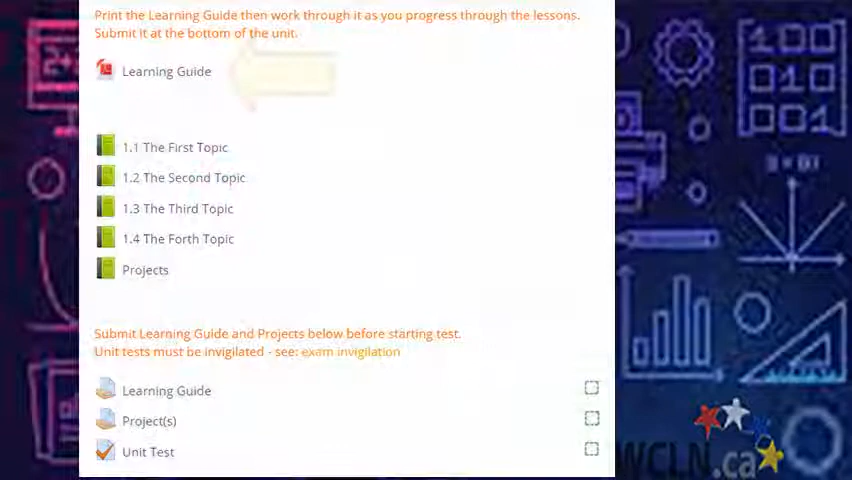 Print the Learning Guide then work through it as you progress through the lessons.
Submit it at the bottom of the unit.
Learning Guide
1.1 The First Topic
1.2 The Second Topic
1.3 The Third Topic
1.4 The Forth Topic
Projects
Submit Learning Guide and Projects below before starting test.
Unit tests must be invigilated - see: exam invigilation
Learning Guide
Project(s)
Unit Test
100
010
001
WCLN.ca